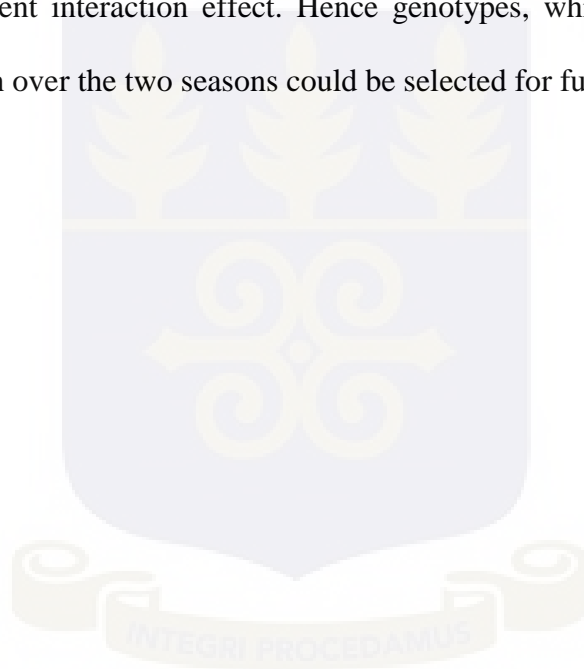 ent interaction effect. Hence genotypes, wh
n over the two seasons could be selected for fu
INTEGRI PROCEDAMUS